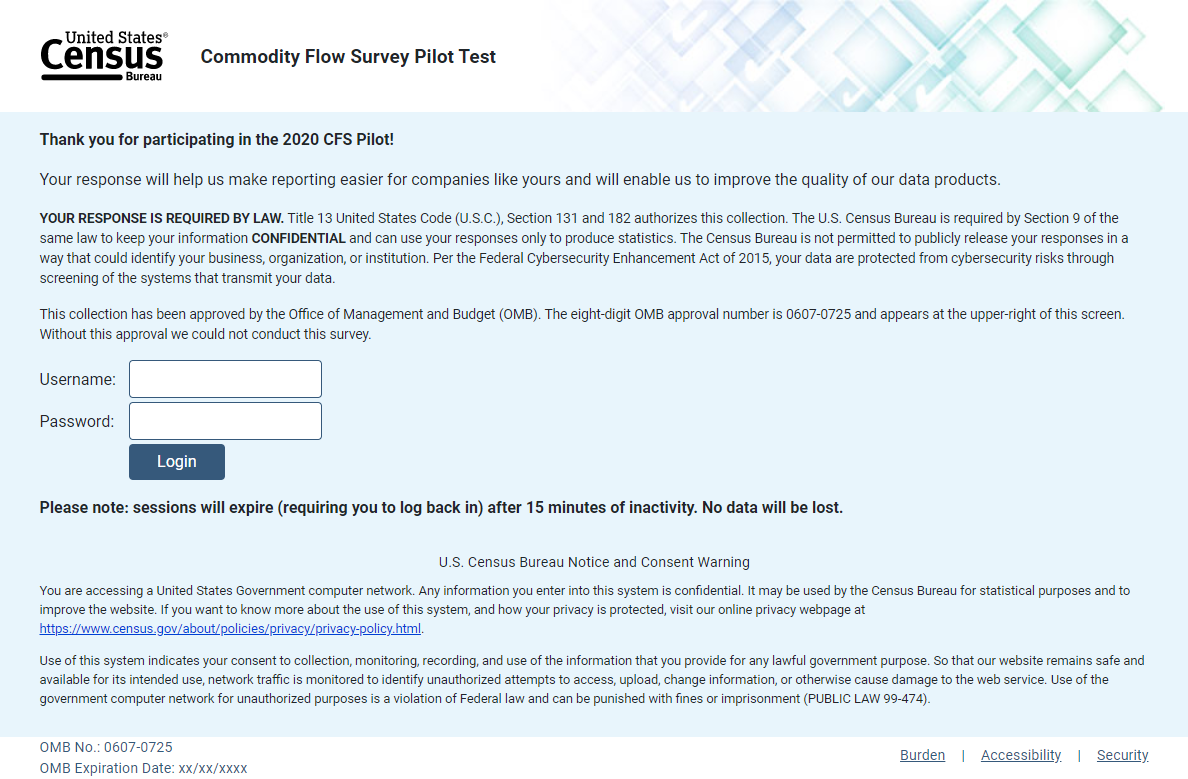 United States®
Census
Bureau
Commodity Flow Survey Pilot Test
Thank you for participating in the 2020 CFS Pilot!
Your response will help us make reporting easier for companies like yours and will enable us to improve the quality of our data products.
YOUR RESPONSE IS REQUIRED BY LAW. Title 13 United States Code (U.S.C.), Section 131 and 182 authorizes this collection. The U.S. Census Bureau is required by Section 9 of the
same law to keep your information CONFIDENTIAL and can use your responses only to produce statistics. The Census Bureau is not permitted to publicly release your responses in a
way that could identify your business, organization, or institution. Per the Federal Cybersecurity Enhancement Act of 2015, your data are protected from cybersecurity risks through
screening of the systems that transmit your data.
This collection has been approved by the Office of Management and Budget (OMB). The eight-digit OMB approval number is 0607-0725 and appears at the upper-right of this screen.
Without this approval we could not conduct this survey.
Username:
Password:
Login
Please note: sessions will expire (requiring you to log back in) after 15 minutes of inactivity. No data will be lost.
U.S. Census Bureau Notice and Consent Warning
You are accessing a United States Government computer network. Any information you enter into this system is confidential. It may be used by the Census Bureau for statistical purposes and to
improve the website. If you want to know more about the use of this system, and how your privacy is protected, visit our online privacy webpage at
https://www.census.gov/about/policies/privacy/privacy-policy.html.
Use of this system indicates your consent to collection, monitoring, recording, and use of the information that you provide for any lawful government purpose. So that our website remains safe and
available for its intended use, network traffic is monitored to identify unauthorized attempts to access, upload, change information, or otherwise cause damage to the web service. Use of the
government computer network for unauthorized purposes is a violation of Federal law and can be punished with fines or imprisonment (PUBLIC LAW 99-474).
OMB No.: 0607-0725
OMB Expiration Date: xx/xx/xxxx
Burden | Accessibility | Security